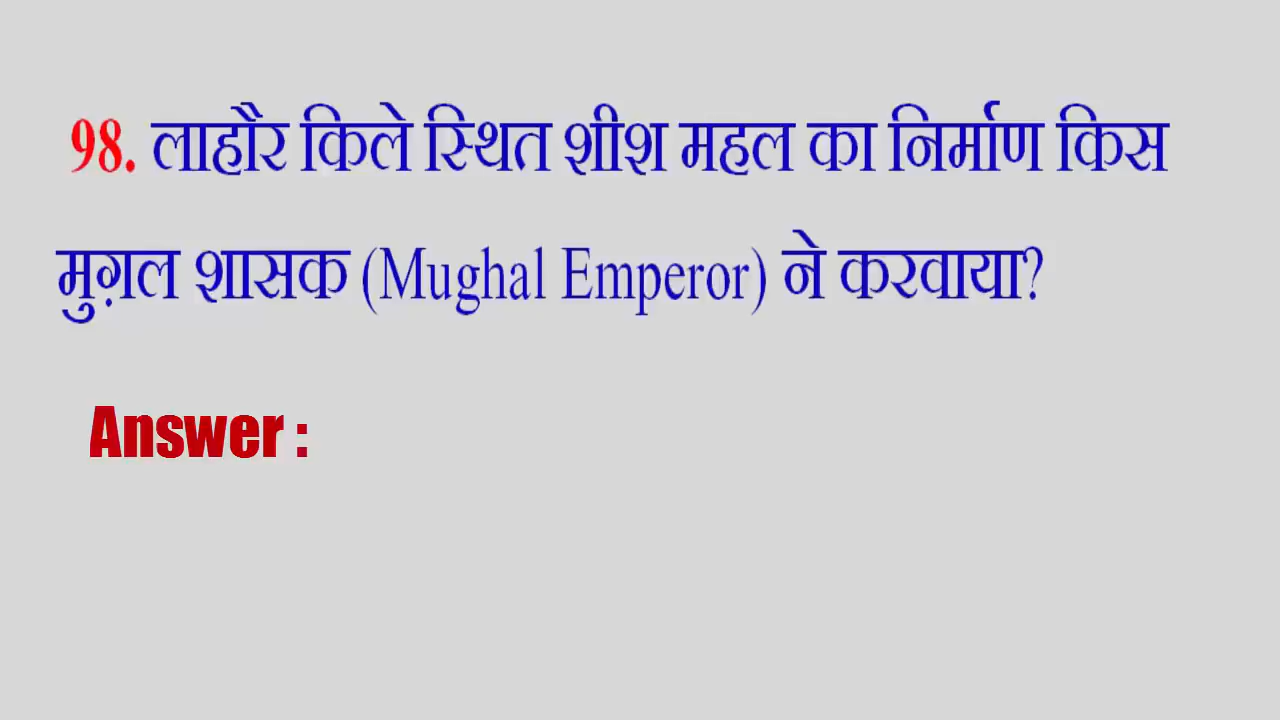 98. लाहौर किले स्थित शीश महल का निर्माण किस
मुग़ल शासक (Mughal Emperor) ने करवाया?
Answer :